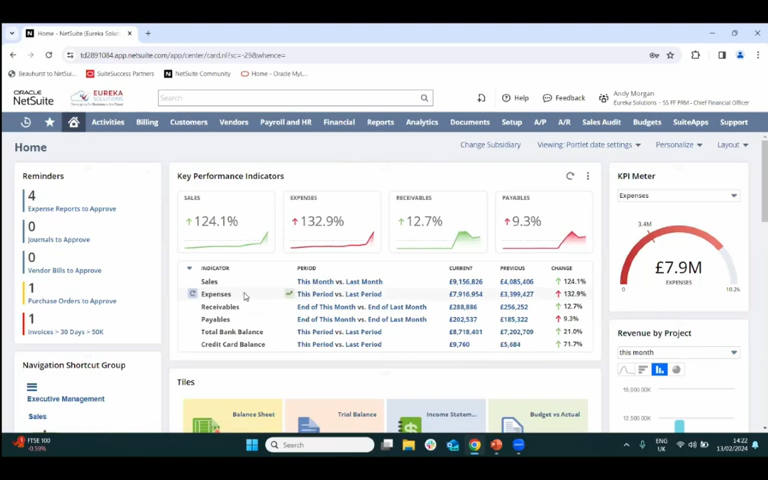 Home - NetSuite (Eureka Solu
td2891084.app.netsuite.com/app/center/card.nl?sc=-29&whence=
Beauhurst to NetSui...
SuiteSuccess Partners
NetSuite Community
Home - Oracle MyL...
ORACLE
NetSuite
EUREKA
SOLUTIONS
Search
Help
Feedback
Andy Morgan
Eureka Solutions - SS FF PRM - Chief Financial Officer
Activities Billing Customers Vendors Payroll and HR Financial Reports Analytics Documents Setup A/P A/R Sales Audit Budgets SuiteApps Support
Home
Change Subsidiary
Viewing: Portlet date settings
Personalize
Layout
Reminders
4
Expense Reports to Approve
0
Journals to Approve
0
Vendor Bills to Approve
1
Purchase Orders to Approve
1
Invoices > 30 Days > 50K
Navigation Shortcut Group
Executive Management
Sales
Key Performance Indicators
SALES
124.1%
EXPENSES
132.9%
RECEIVABLES
12.7%
PAYABLES
9.3%
INDICATOR PERIOD CURRENT PREVIOUS CHANGE
Sales This Month vs. Last Month £9,156,826 £4,085,406 124.1%
Expenses This Period vs. Last Period £7,916,954 £3,399,427 132.9%
Receivables End of This Month vs. End of Last Month £288,886 £256,252 12.7%
Payables End of This Month vs. End of Last Month £202,537 £185,322 9.3%
Total Bank Balance This Period vs. Last Period £8,718,401 £7,202,709 21.0%
Credit Card Balance This Period vs. Last Period £9,760 £5,684 71.7%
Tiles
Balance Sheet
Trial Balance
Income Statem...
Budget vs Actual
KPI Meter
Expenses
3.4M
£7.9M
EXPENSES
0
10.2%
Revenue by Project
this month
15,000.00K
12,500.00K
FTSE 100
-0.59%
Search
ENG
UK
14:22
13/02/2024